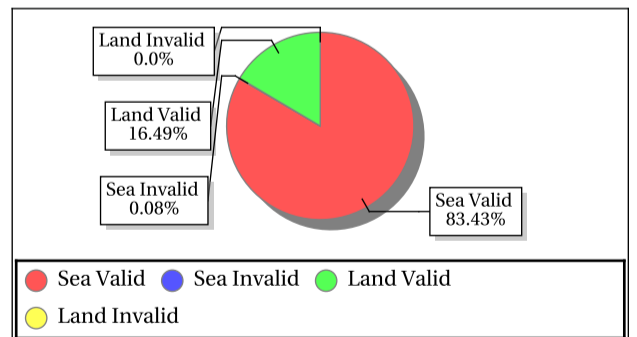 Land Invalid
0.0%
Land Valid
16.49%
Sea Invalid
0.08%
Sea Valid
83.43%
Sea Valid Sea Invalid Land Valid
Land Invalid